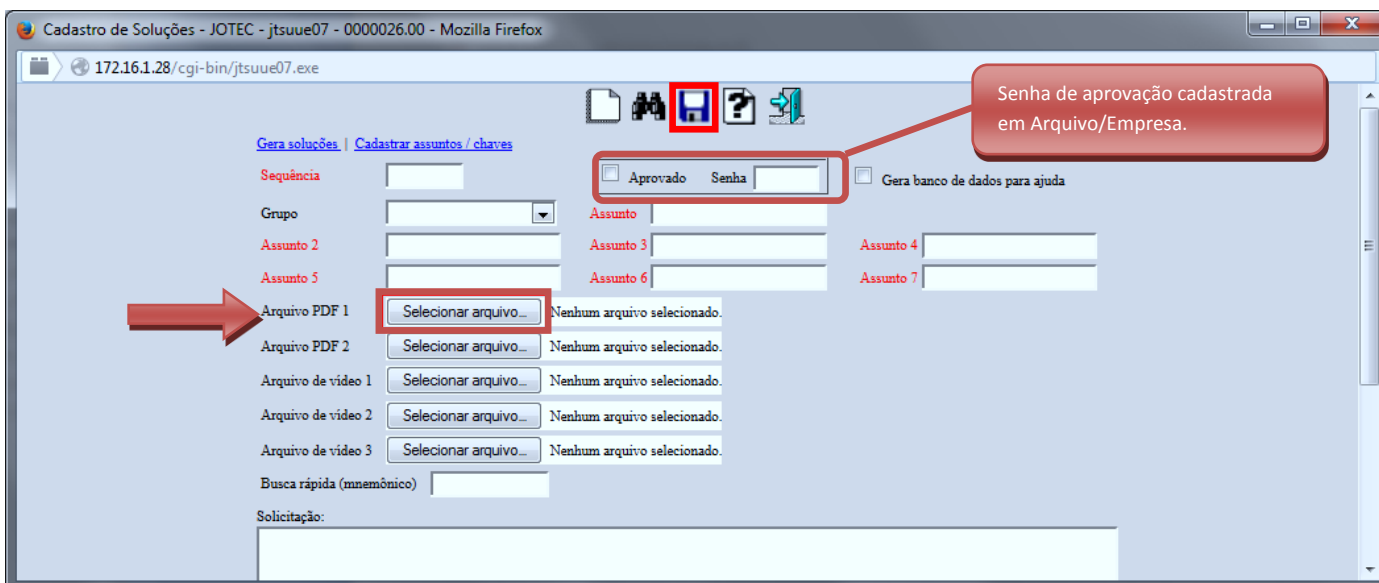 Cadastro de Soluções - JOTEC - jtsuue07 - 0000026.00 - Mozilla Firefox
172.16.1.28/cgi-bin/jtsuue07.exe
Senha de aprovação cadastrada
em Arquivo/Empresa.
Gera soluções | Cadastrar assuntos / chaves
Sequência Aprovado Senha Gera banco de dados para ajuda
Grupo Assunto
Assunto 2 Assunto 3 Assunto 4
Assunto 5 Assunto 6 Assunto 7
Arquivo PDF 1 Selecionar arquivo... Nenhum arquivo selecionado.
Arquivo PDF 2 Selecionar arquivo... Nenhum arquivo selecionado.
Arquivo de vídeo 1 Selecionar arquivo... Nenhum arquivo selecionado.
Arquivo de vídeo 2 Selecionar arquivo... Nenhum arquivo selecionado.
Arquivo de vídeo 3 Selecionar arquivo... Nenhum arquivo selecionado.
Busca rápida (mnemônico)
Solicitação: